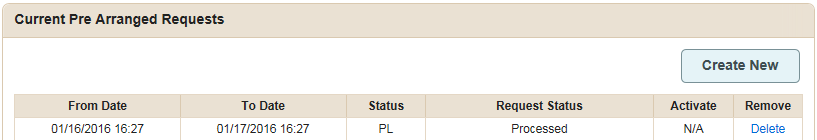 Current Pre Arranged Requests
Create New
From Date To Date Status Request Status Activate Remove
01/16/2016 16:27 01/17/2016 16:27 PL Processed N/A Delete